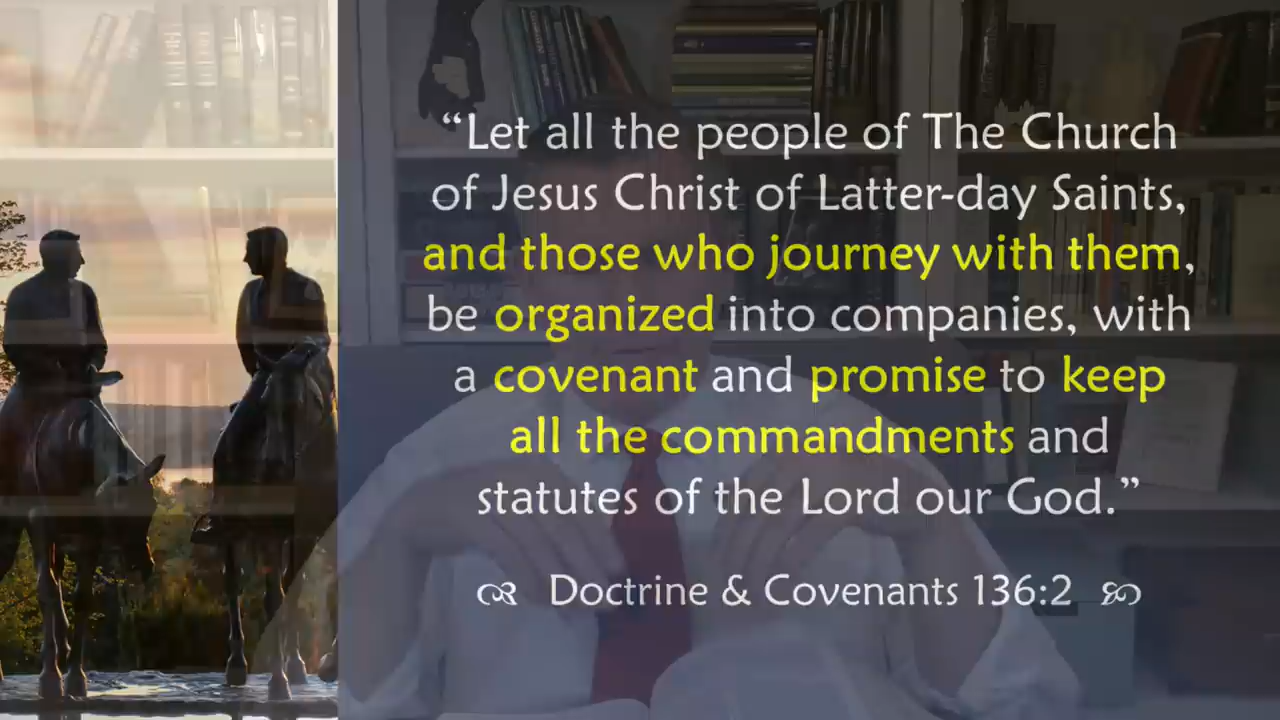 “Let all the people of The Church
of Jesus Christ of Latter-day Saints,
and those who journey with them,
be organized into companies, with
a covenant and promise to keep
all the commandments and
statutes of the Lord our God.”
Doctrine & Covenants 136:2